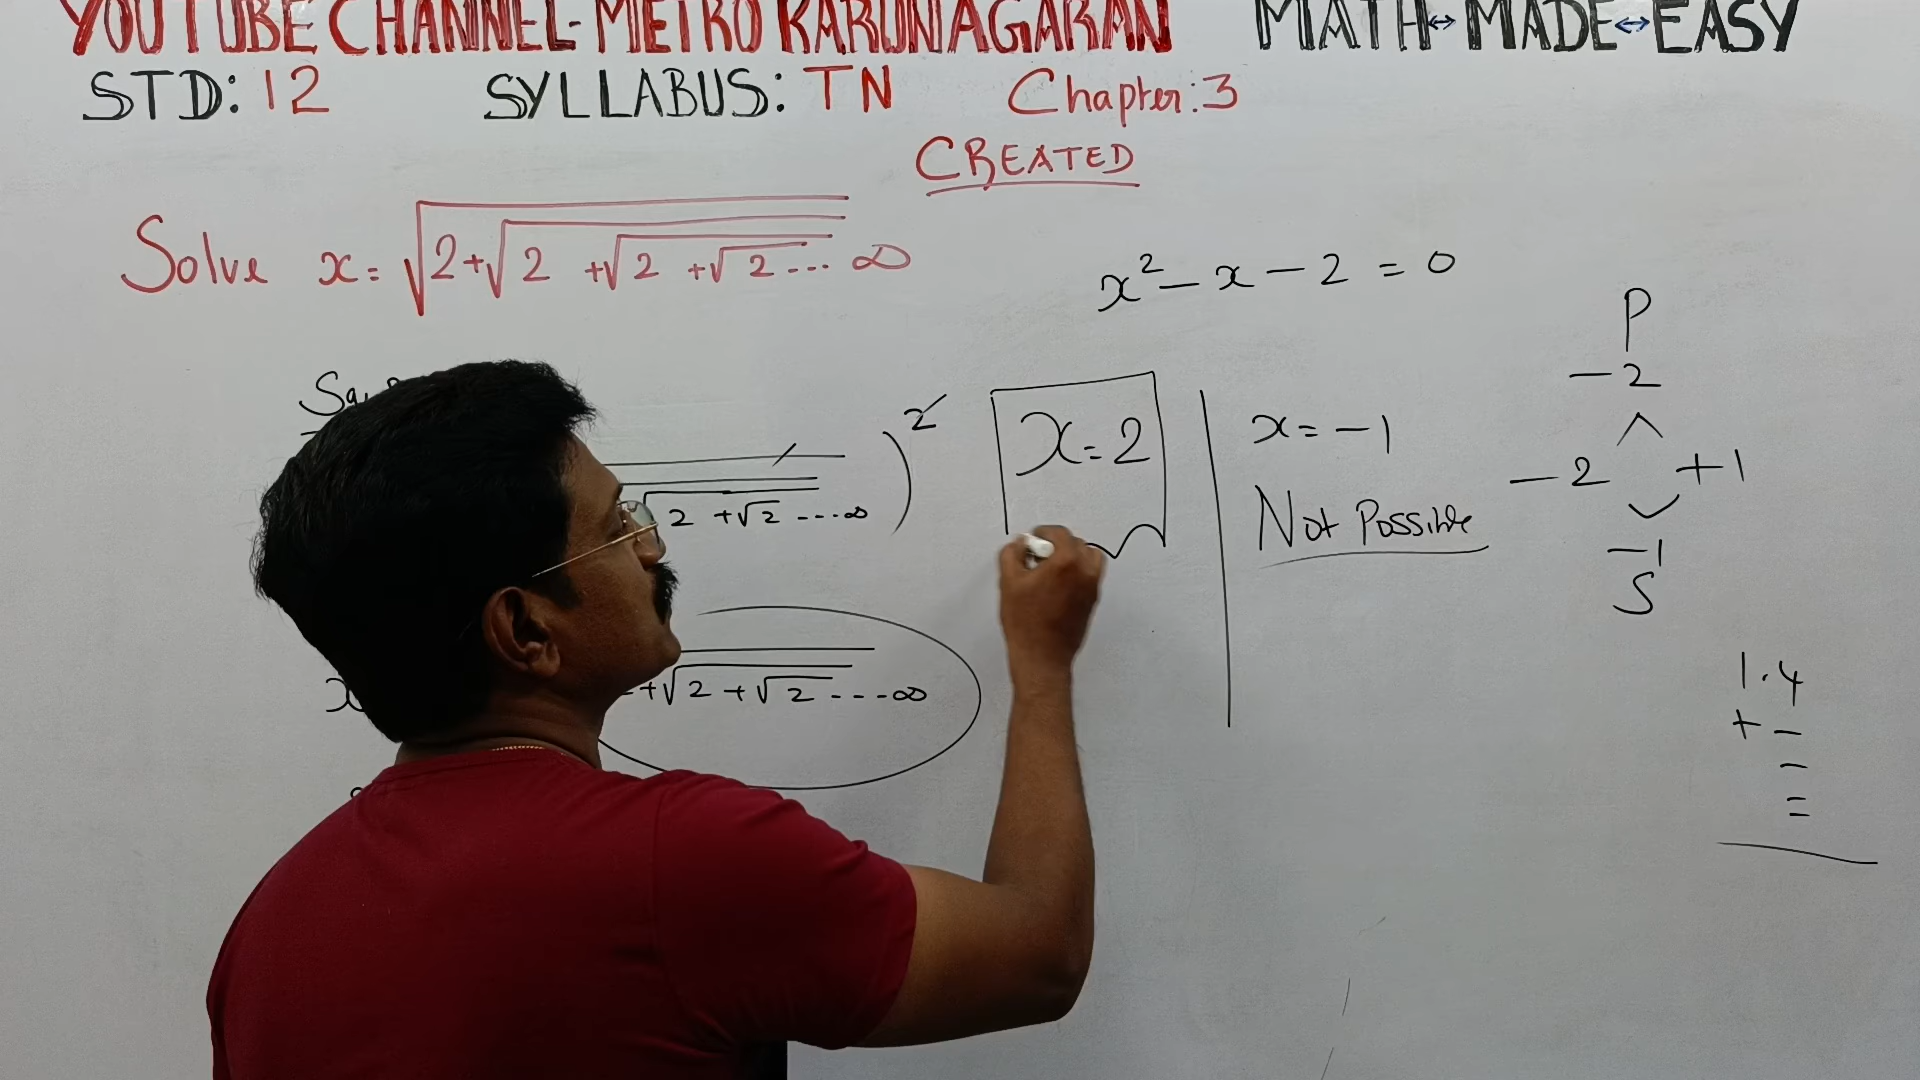 YOUTUBE CHANNEL-METRO KARUNAGARAN MATH↔MADE↔EASY
STD: 12 SYLLABUS: TN Chapter: 3
CREATED
Solve x = √2+√2 +√2 +√2... ∞
x² - x - 2 = 0
2 +√2 ...∞ )²
+√2 + √2 ---∞
x = 2
x = -1
Not Possible
P
-2
^
-2 +1
-1
S
1.4
+ -
-
=